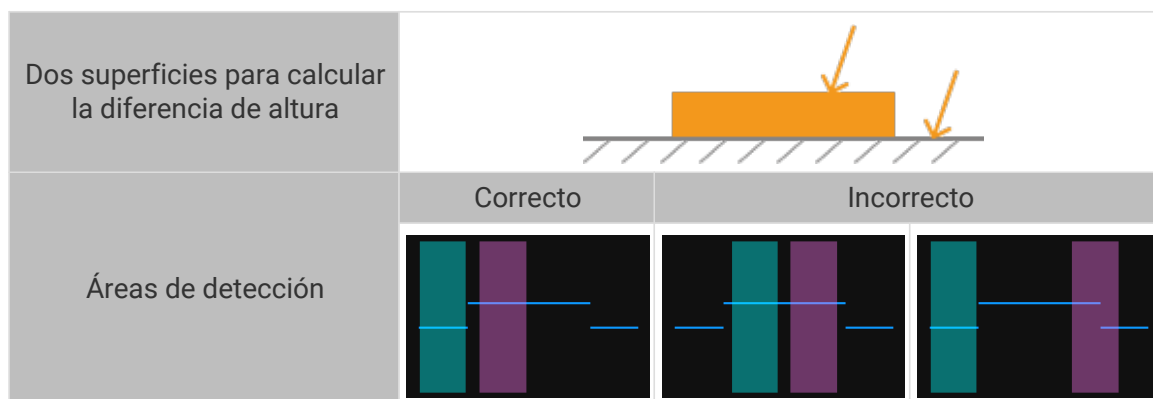 Dos superficies para calcular
la diferencia de altura
Correcto
Incorrecto
Áreas de detección